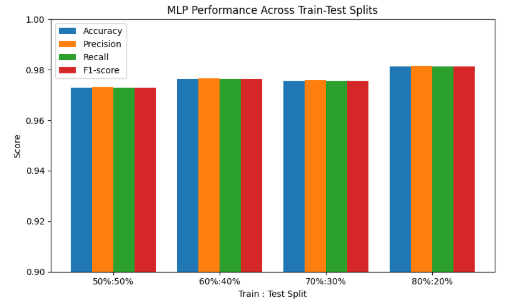 MLP Performance Across Train-Test Splits
Accuracy
Precision
Recall
F1-score
1.00
0.98
0.96
0.94
0.92
0.90
Score
50%:50% 60%:40% 70%:30% 80%:20%
Train : Test Split